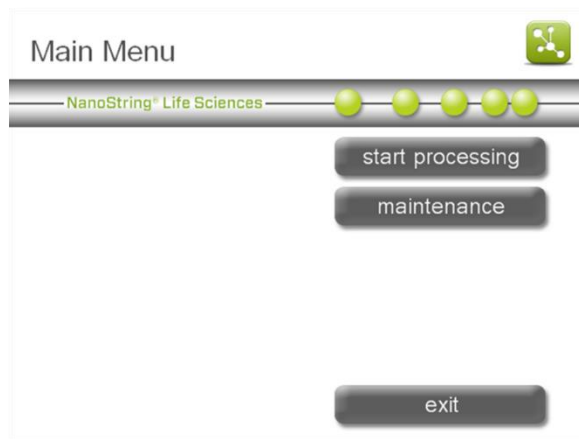 Main Menu
NanoString® Life Sciences
start processing
maintenance
exit